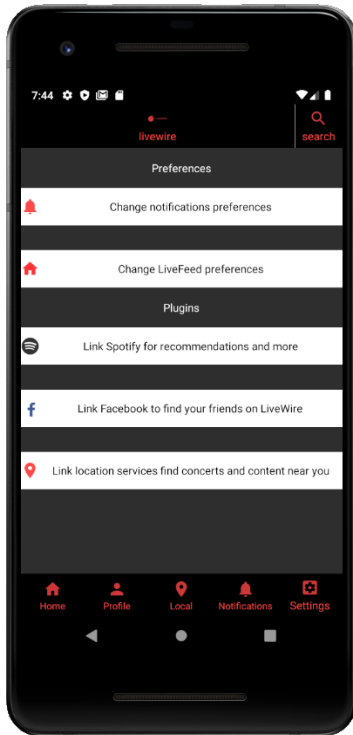 7:44
livewire
search
Preferences
Change notifications preferences
Change LiveFeed preferences
Plugins
Link Spotify for recommendations and more
Link Facebook to find your friends on LiveWire
Link location services find concerts and content near you
Home Profile Local Notifications Settings